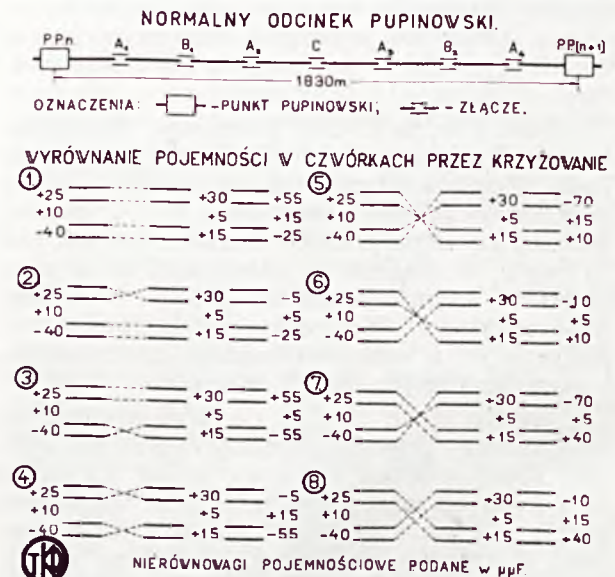 NORMALNY ODCINEK PUPINOWSKI.
PPn A₁ B₁ A₂ C A₃ B₂ A₄ PP(n+1)
1830m
OZNACZENIA: -PUNKT PUPINOWSKI; -ZŁĄCZE.
WYRÓWNANIE POJEMNOŚCI W CZWÓRKACH PRZEZ KRZYŻOWANIE
①
+25 +30 +55
+10 +5 +15
-40 +15 -25
②
+25 +30 -5
+10 +5 +5
-40 +15 -25
③
+25 +30 +55
+10 +5 +5
-40 +15 -55
④
+25 +30 -5
+10 +5 +15
-40 +15 -55
⑤
+25 +30 -70
+10 +5 +15
-40 +15 +10
⑥
+25 +30 -10
+10 +5 +5
-40 +15 +10
⑦
+25 +30 -70
+10 +5 +5
-40 +15 +40
⑧
+25 +30 -10
+10 +5 +15
-40 +15 +40
NIERÓWNOWAGI POJEMNOŚCIOWE PODANE w µµF.